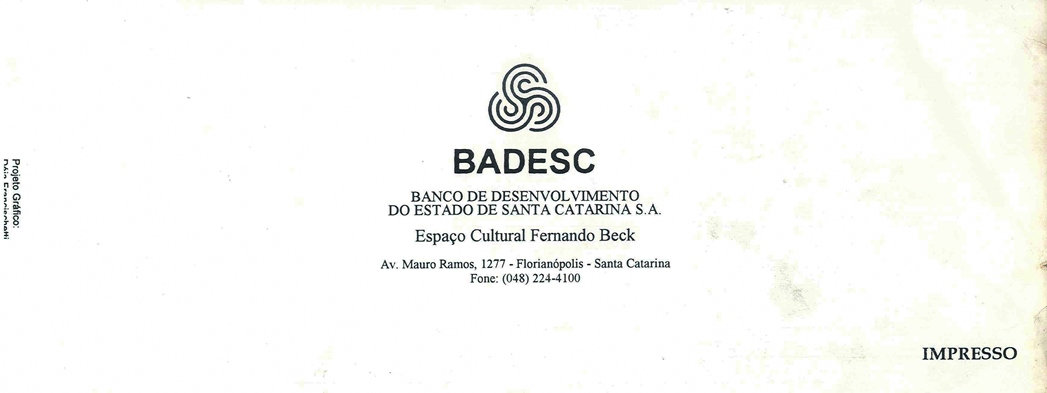 BADESC
BANCO DE DESENVOLVIMENTO
DO ESTADO DE SANTA CATARINA S.A.
Espaço Cultural Fernando Beck
Av. Mauro Ramos, 1277 - Florianópolis - Santa Catarina
Fone: (048) 224-4100
IMPRESSO
Projeto Gráfico: